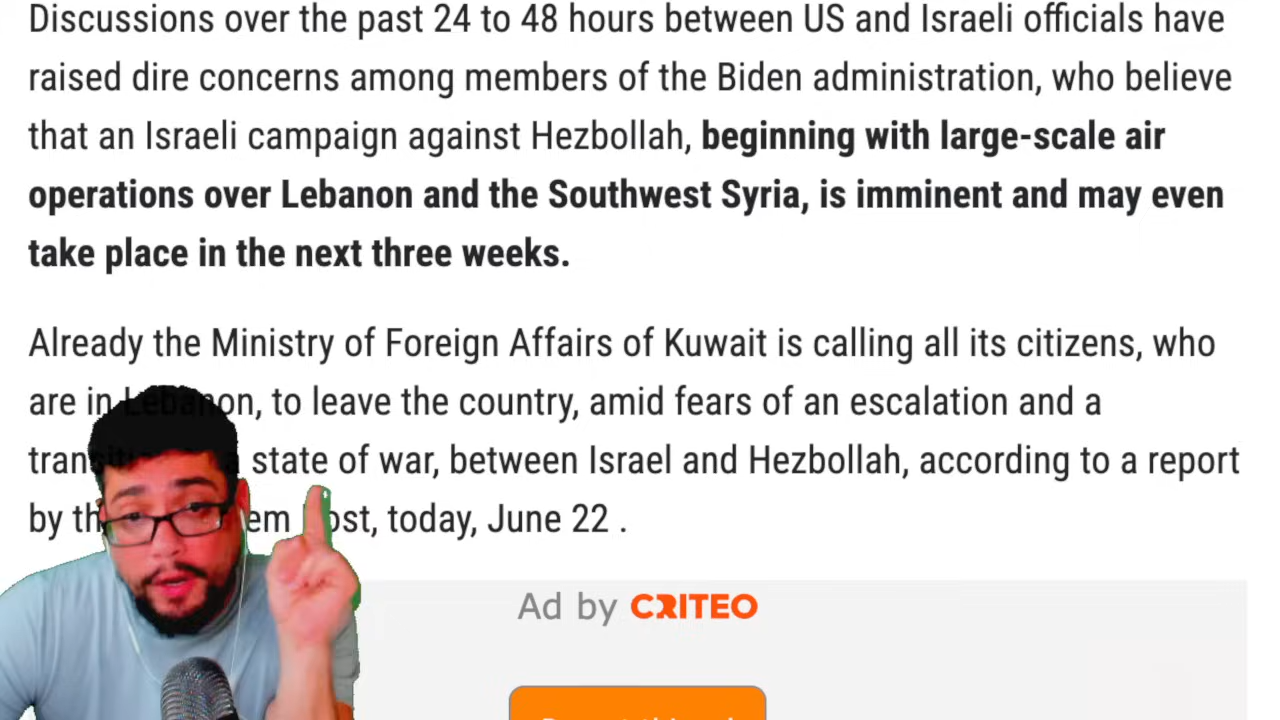 Discussions over the past 24 to 48 hours between US and Israeli officials have
raised dire concerns among members of the Biden administration, who believe
that an Israeli campaign against Hezbollah, beginning with large-scale air
operations over Lebanon and the Southwest Syria, is imminent and may even
take place in the next three weeks.
Already the Ministry of Foreign Affairs of Kuwait is calling all its citizens, who
are in Lebanon, to leave the country, amid fears of an escalation and a
state of war, between Israel and Hezbollah, according to a report
by today, June 22 .
Ad by CRITEO